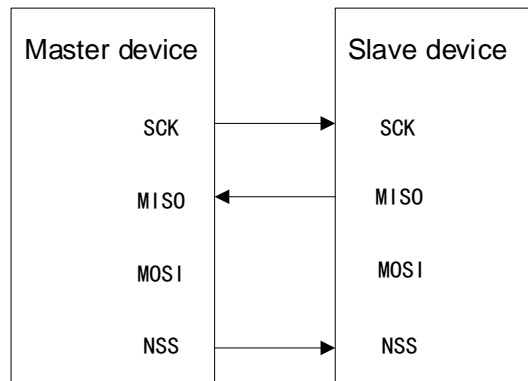 Master device
SCK
MISO
MOSI
NSS
Slave device
SCK
MISO
MOSI
NSS